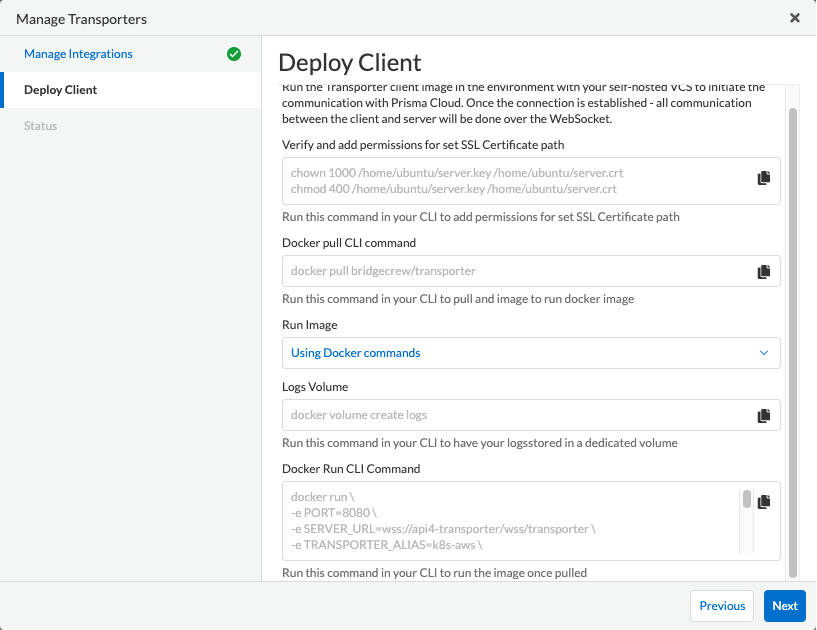 Manage Transporters
Manage Integrations
Deploy Client
Status
Deploy Client
Run the Transporter client image in the environment with your self-hosted VCS to initiate the
communication with Prisma Cloud. Once the connection is established - all communication
between the client and server will be done over the WebSocket.
Verify and add permissions for set SSL Certificate path
chown 1000 /home/ubuntu/server.key /home/ubuntu/server.crt
chmod 400 /home/ubuntu/server.key /home/ubuntu/server.crt
Run this command in your CLI to add permissions for set SSL Certificate path
Docker pull CLI command
docker pull bridgecrew/transporter
Run this command in your CLI to pull and image to run docker image
Run Image
Using Docker commands
Logs Volume
docker volume create logs
Run this command in your CLI to have your logsstored in a dedicated volume
Docker Run CLI Command
docker run \
-e PORT=8080 \
-e SERVER_URL=wss://api4-transporter/wss/transporter \
-e TRANSPORTER_ALIAS=k8s-aws \
Run this command in your CLI to run the image once pulled
Previous
Next